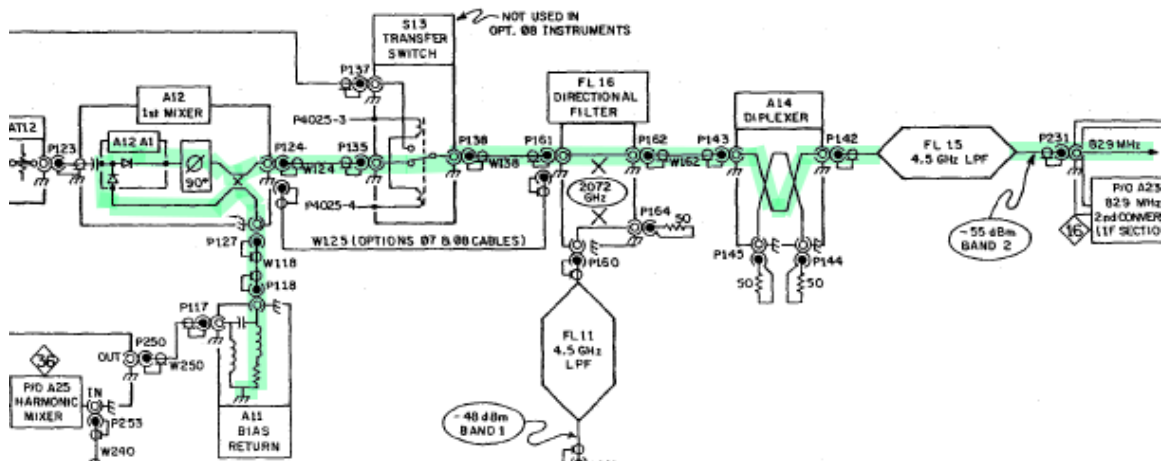 S13
TRANSFER
SWITCH
NOT USED IN
OPT. 08 INSTRUMENTS
P137
A12
1st MIXER
AT12
P123
A12 A1
90°
P124
W124
P135
P4025-3
P4025-4
P138
W138
P161
FL 16
DIRECTIONAL
FILTER
P162
W162
2072
GHz
P164
50
P143
A14
DIPLEXER
P142
FL 15
4.5 GHz LPF
P231
829 MHz
P/O A23
829 MHz
2nd CONVER
(IF SECTIO
16
-55 dBm
BAND 2
P145
P144
50
50
P127
W118
P118
W125 (OPTIONS 07 & 08 CABLES)
P160
P117
P250
OUT
W250
36
P/O A25
HARMONIC
MIXER
IN
P253
W240
A11
BIAS
RETURN
FL 11
4.5 GHz
LPF
-48 dBm
BAND 1